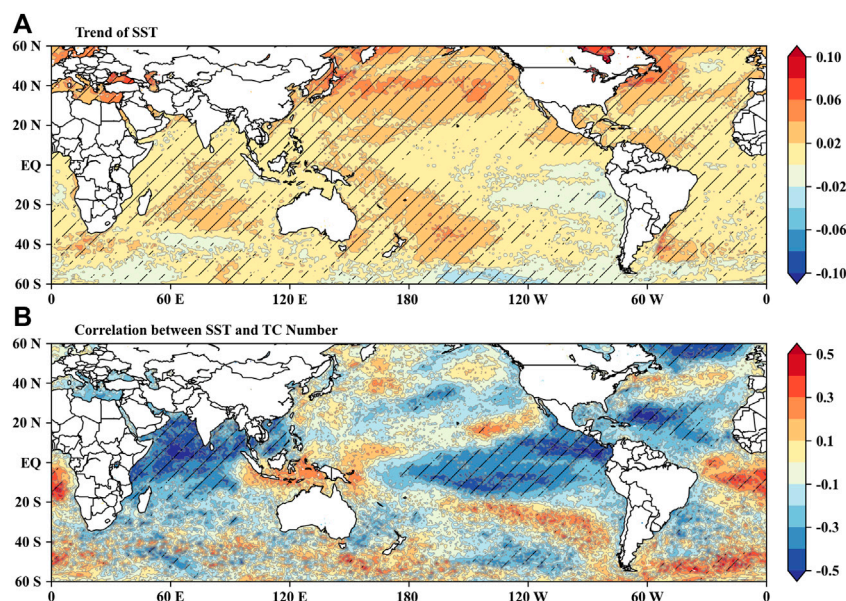 A
Trend of SST
60 N
40 N
20 N
EQ
20 S
40 S
60 S
0
60 E
120 E
180
120 W
60 W
0
0.10
0.06
0.02
-0.02
-0.06
-0.10
B
Correlation between SST and TC Number
60 N
40 N
20 N
EQ
20 S
40 S
60 S
0
60 E
120 E
180
120 W
60 W
0
0.5
0.3
0.1
-0.1
-0.3
-0.5